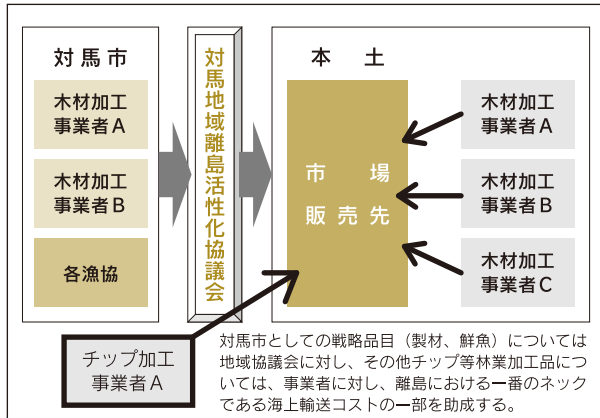 対馬市
木材加工
事業者A
木材加工
事業者B
各漁協
対馬地域離島活性化協議会
本土
市場
販売先
木材加工
事業者A
木材加工
事業者B
木材加工
事業者C
チップ加工
事業者A
対馬市としての戦略品目（製材、鮮魚）については
地域協議会に対し、その他チップ等林業加工品につ
いては、事業者に対し、離島における一番のネック
である海上輸送コストの一部を助成する。